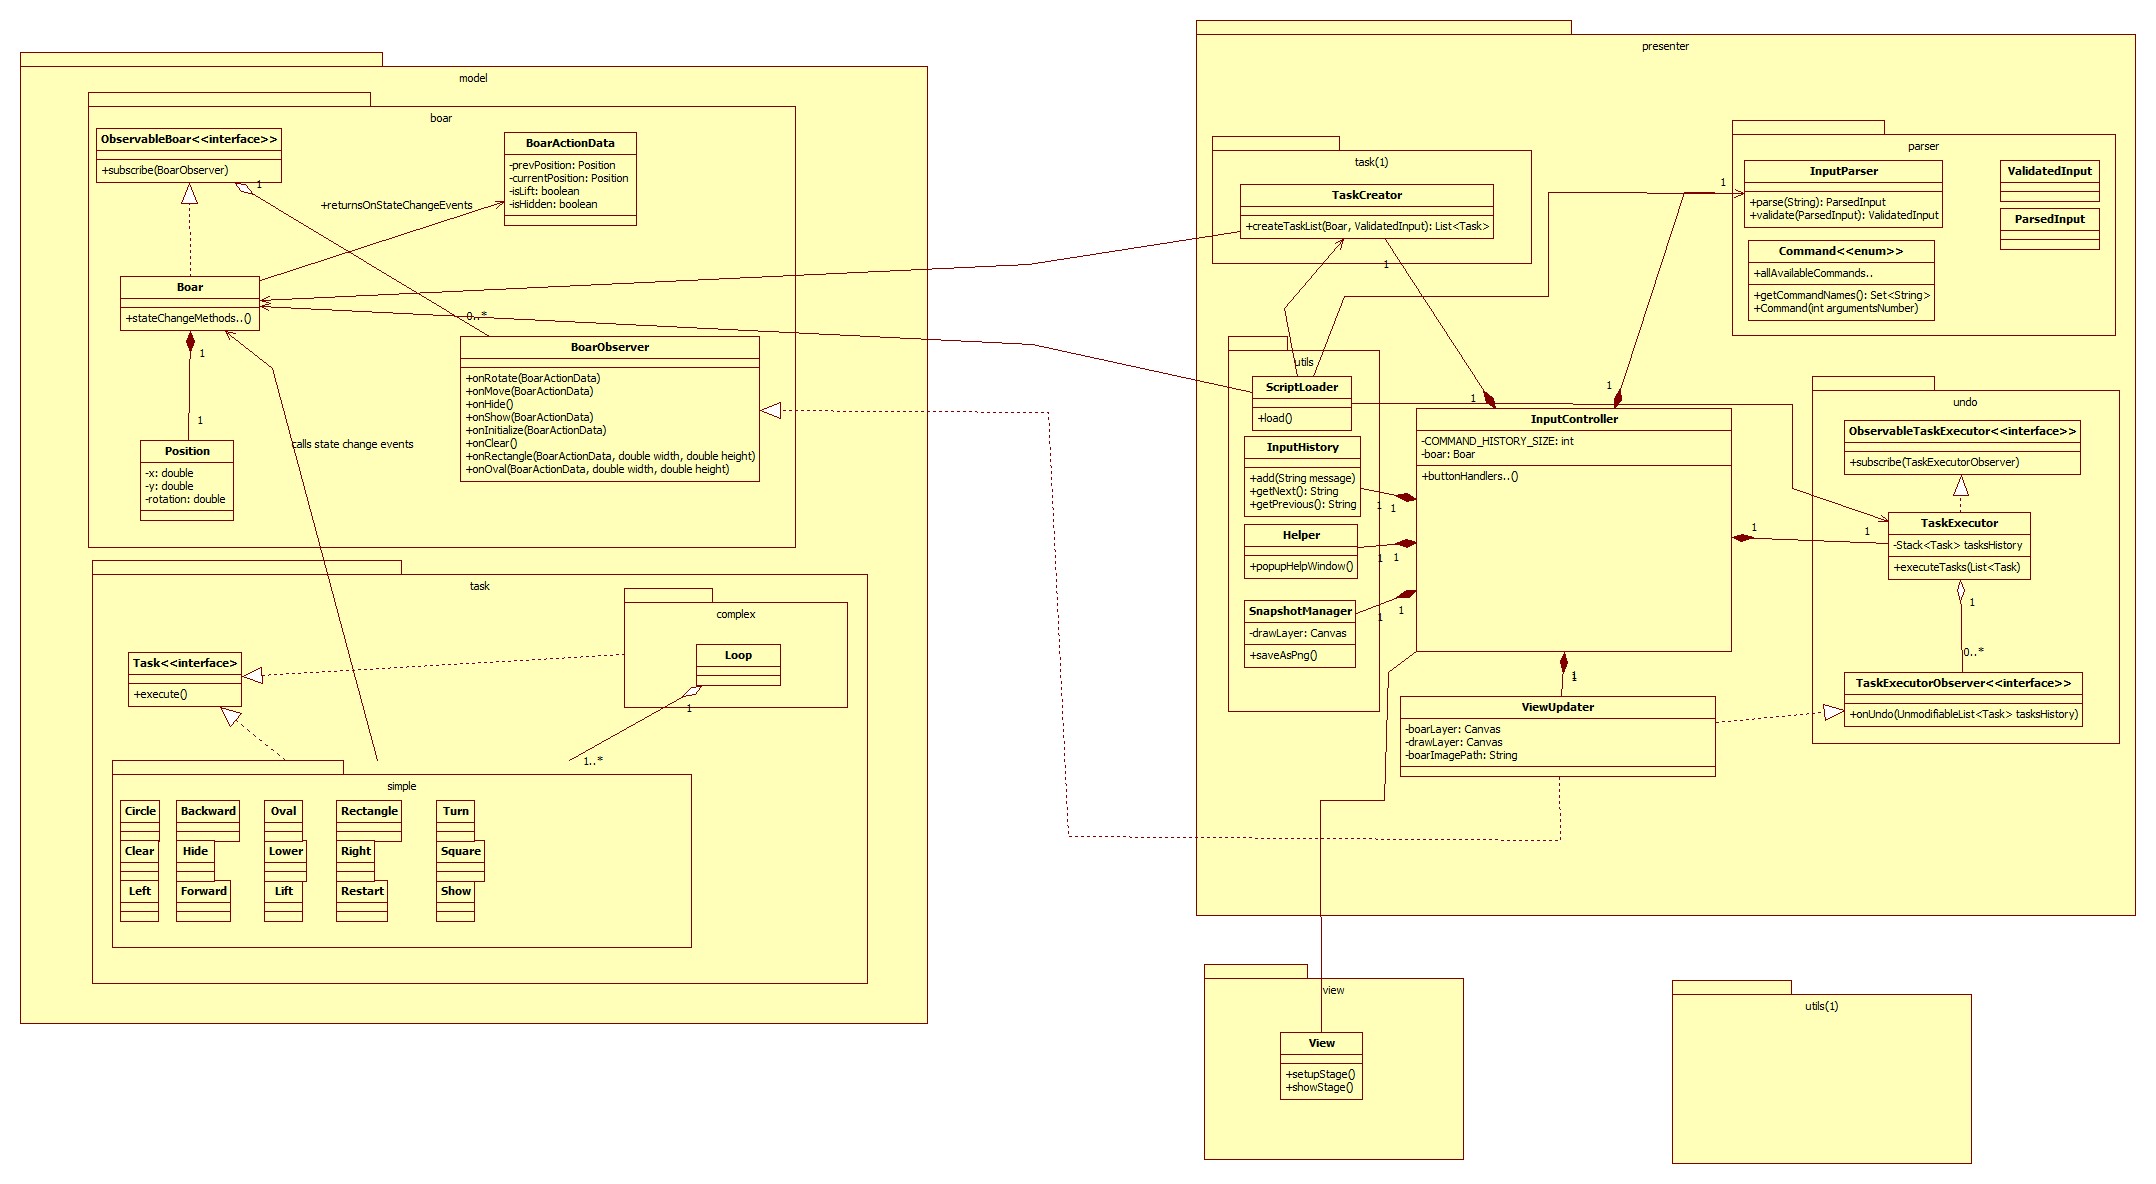 model
boar
ObservableBoar<<interface>>
+subscribe(BoarObserver)
1
BoarActionData
-prevPosition: Position
-currentPosition: Position
-isLift: boolean
-isHidden: boolean
+returnsOnStateChangeEvents
Boar
+stateChangeMethods..()
1
0..*
BoarObserver
+onRotate(BoarActionData)
+onMove(BoarActionData)
+onHide()
+onShow(BoarActionData)
+onInitialize(BoarActionData)
+onClear()
+onRectangle(BoarActionData, double width, double height)
+onOval(BoarActionData, double width, double height)
1
Position
-x: double
-y: double
-rotation: double
calls state change events
task
complex
Loop
1
Task<<interface>
+execute()
1..*
simple
Circle
Backward
Oval
Rectangle
Turn
Clear
Hide
Lower
Right
Square
Left
Forward
Lift
Restart
Show
presenter
task(1)
TaskCreator
+createTaskList(Boar, ValidatedInput): List<Task>
1
1
parser
InputParser
+parse(String): ParsedInput
+validate(ParsedInput): ValidatedInput
ValidatedInput
ParsedInput
1
Command<<enum>>
+allAvailableCommands..
+getCommandNames(): Set<String>
+Command(int argumentsNumber)
utils
ScriptLoader
+load()
1
1
InputHistory
+add(String message)
+getNext(): String
+getPrevious(): String
1
1
Helper
+popupHelpWindow()
1
1
SnapshotManager
-drawLayer: Canvas
+saveAsPng()
1
1
InputController
-COMMAND_HISTORY_SIZE: int
-boar: Boar
+buttonHandlers..()
1
1
undo
ObservableTaskExecutor<<interface>>
+subscribe(TaskExecutorObserver)
TaskExecutor
-Stack<Task> tasksHistory
+executeTasks(List<Task)
1
1
1
0..*
TaskExecutorObserver<<interface>>
+onUndo(UnmodifiableList<Task> tasksHistory)
ViewUpdater
-boarLayer: Canvas
-drawLayer: Canvas
-boarImagePath: String
view
View
+setupStage()
+showStage()
utils(1)